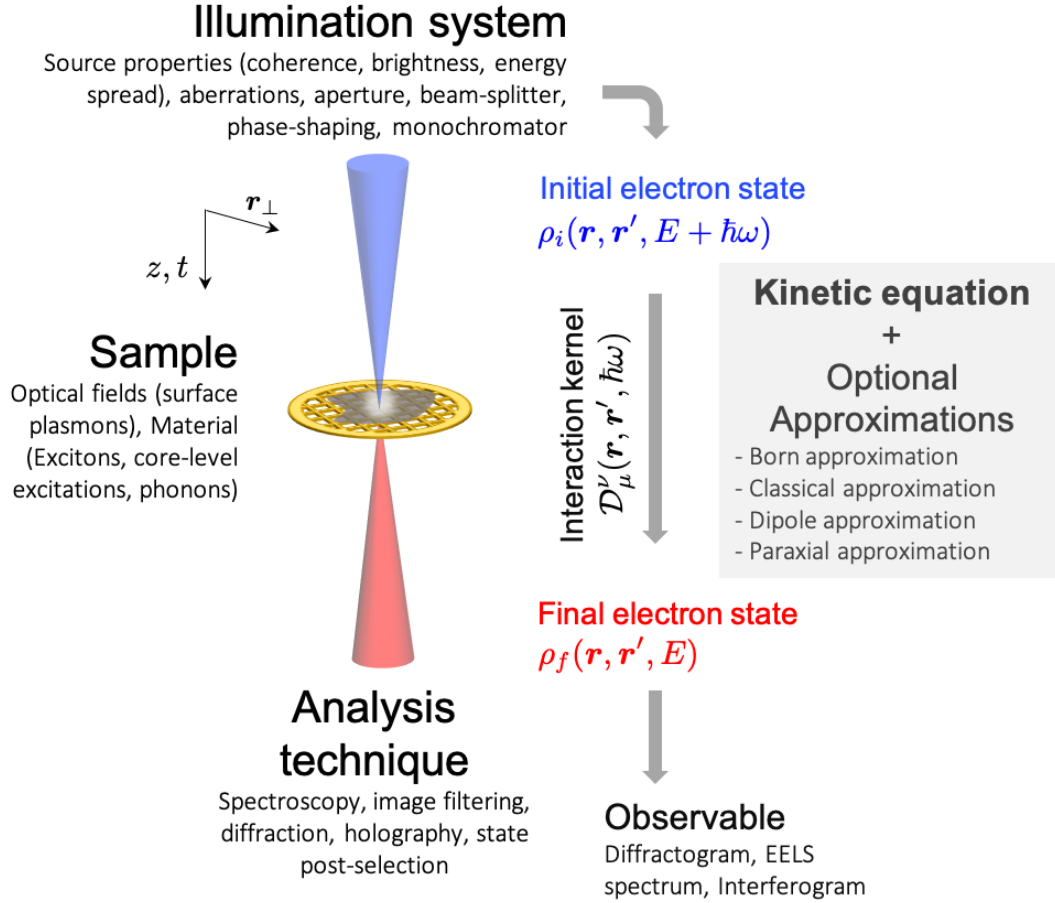 Illumination system
Source properties (coherence, brightness, energy
spread), aberrations, aperture, beam-splitter,
phase-shaping, monochromator
r⊥
z, t
Initial electron state
ρᵢ(r, r′, E + ħω)
Sample
Optical fields (surface
plasmons), Material
(Excitons, core-level
excitations, phonons)
Interaction kernel
𝒟ᵛμ(r, r′, ħω)
Kinetic equation
+
Optional
Approximations
- Born approximation
- Classical approximation
- Dipole approximation
- Paraxial approximation
Final electron state
ρf(r, r′, E)
Analysis
technique
Spectroscopy, image filtering,
diffraction, holography, state
post-selection
Observable
Diffractogram, EELS
spectrum, Interferogram